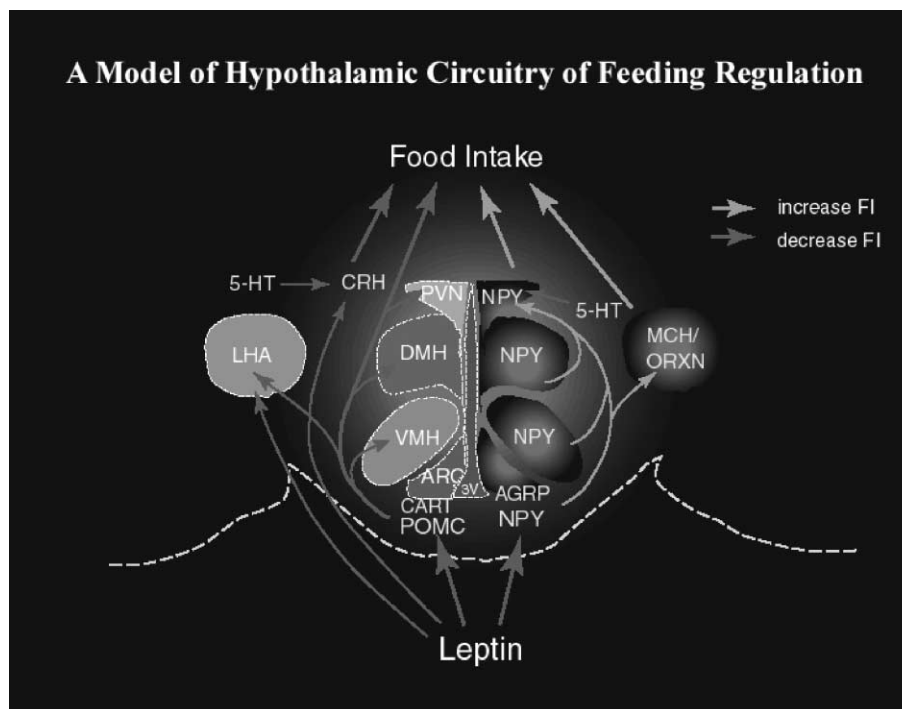 A Model of Hypothalamic Circuitry of Feeding Regulation
Food Intake
increase FI
decrease FI
5-HT
CRH
PVN
NPY
5-HT
LHA
DMH
NPY
MCH/
ORXN
VMH
NPY
ARC
3V
CART
POMC
AGRP
NPY
Leptin